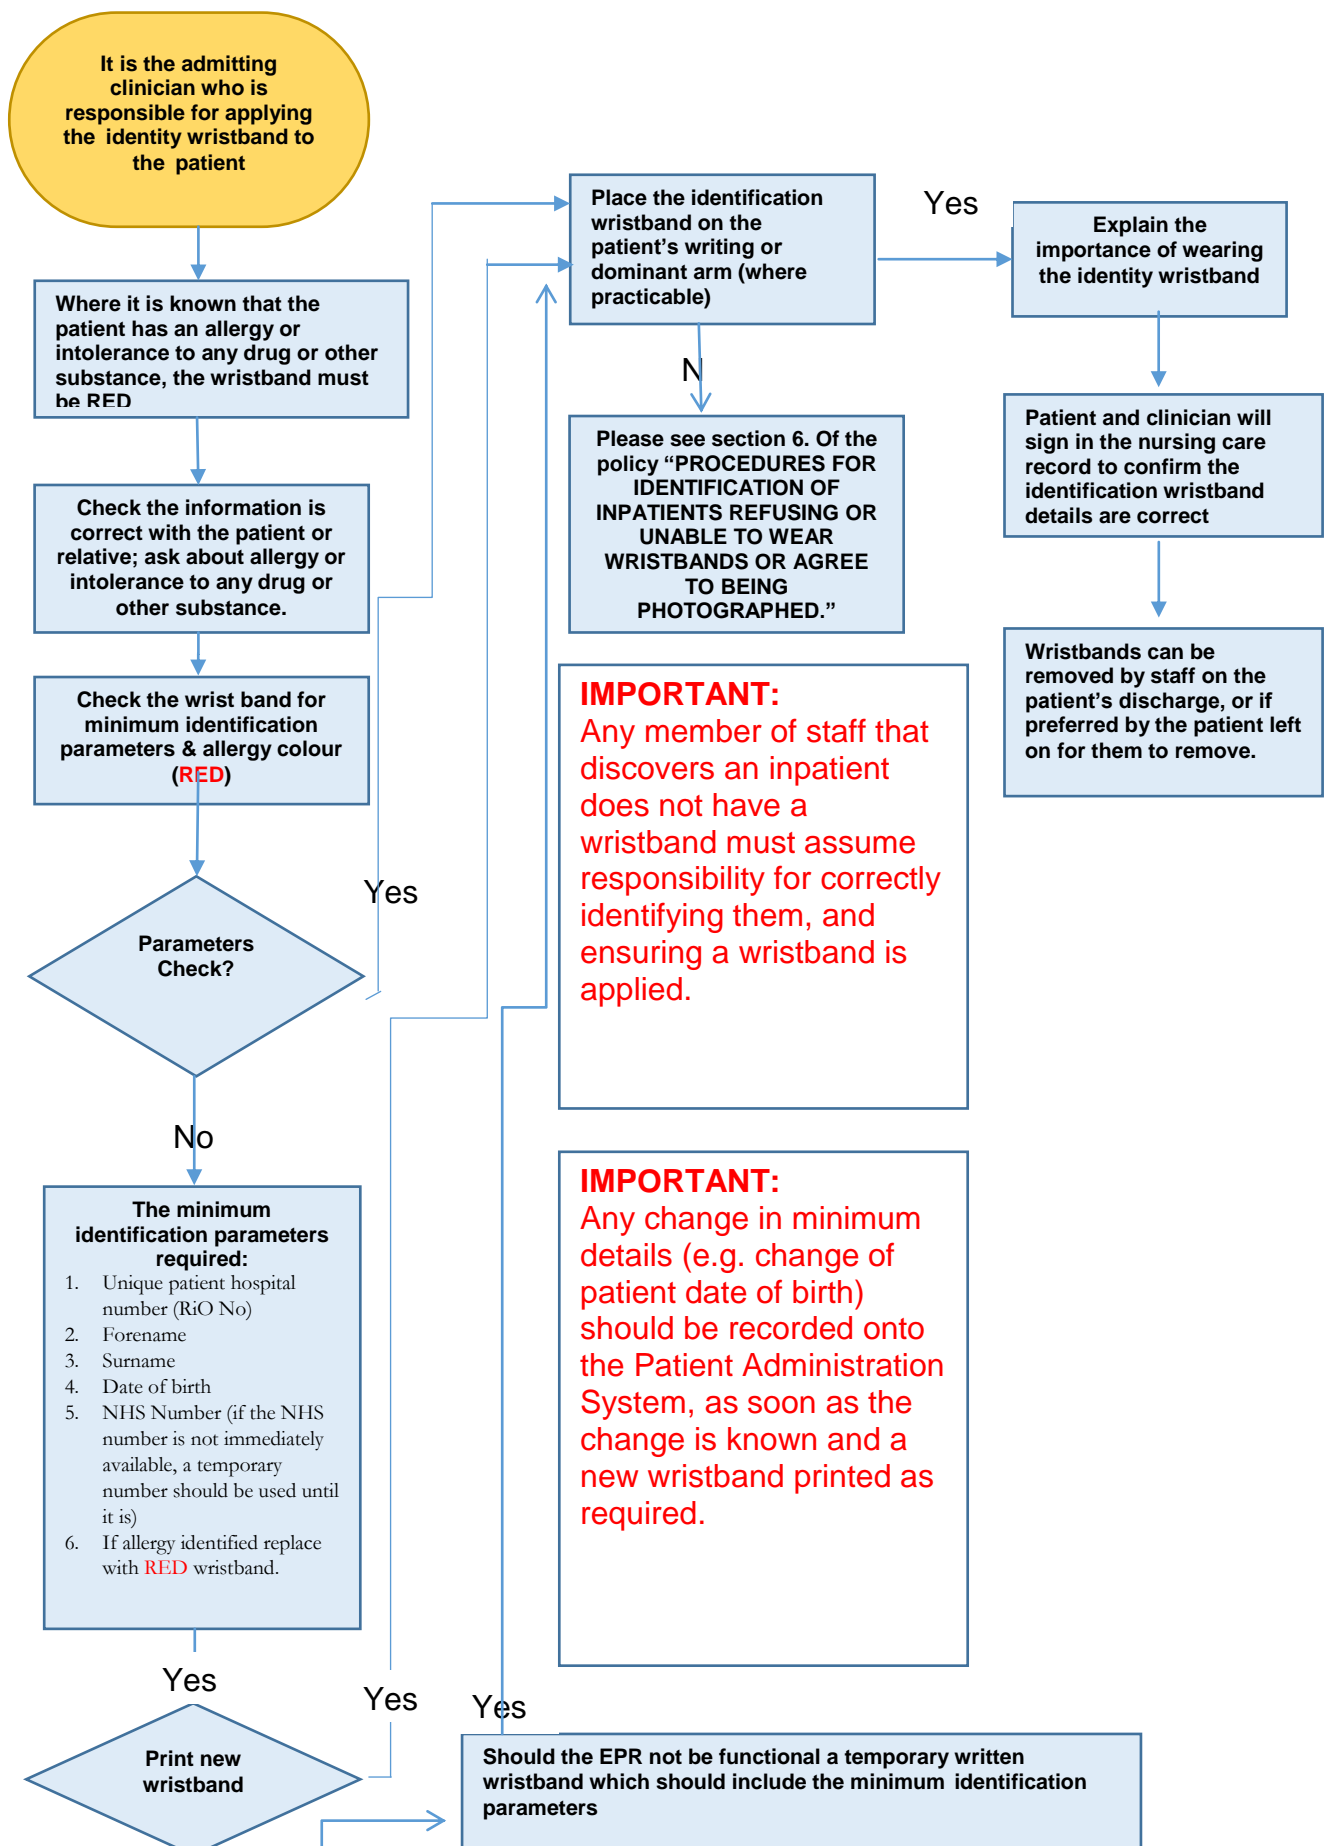 It is the admitting
clinician who is
responsible for applying
the identity wristband to
the patient
Where it is known that the
patient has an allergy or
intolerance to any drug or other
substance, the wristband must
be RED
Check the information is
correct with the patient or
relative; ask about allergy or
intolerance to any drug or
other substance.
Check the wrist band for
minimum identification
parameters & allergy colour
(RED)
Parameters
Check?
Yes
No
The minimum
identification parameters
required:
1. Unique patient hospital
number (RiO No)
2. Forename
3. Surname
4. Date of birth
5. NHS Number (if the NHS
number is not immediately
available, a temporary
number should be used until
it is)
6. If allergy identified replace
with RED wristband.
Yes
Print new
wristband
Yes
Yes
Should the EPR not be functional a temporary written
wristband which should include the minimum identification
parameters
Place the identification
wristband on the
patient’s writing or
dominant arm (where
practicable)
N
Please see section 6. Of the
policy “PROCEDURES FOR
IDENTIFICATION OF
INPATIENTS REFUSING OR
UNABLE TO WEAR
WRISTBANDS OR AGREE
TO BEING
PHOTOGRAPHED.”
IMPORTANT:
Any member of staff that
discovers an inpatient
does not have a
wristband must assume
responsibility for correctly
identifying them, and
ensuring a wristband is
applied.
IMPORTANT:
Any change in minimum
details (e.g. change of
patient date of birth)
should be recorded onto
the Patient Administration
System, as soon as the
change is known and a
new wristband printed as
required.
Yes
Explain the
importance of wearing
the identity wristband
Patient and clinician will
sign in the nursing care
record to confirm the
identification wristband
details are correct
Wristbands can be
removed by staff on the
patient’s discharge, or if
preferred by the patient left
on for them to remove.